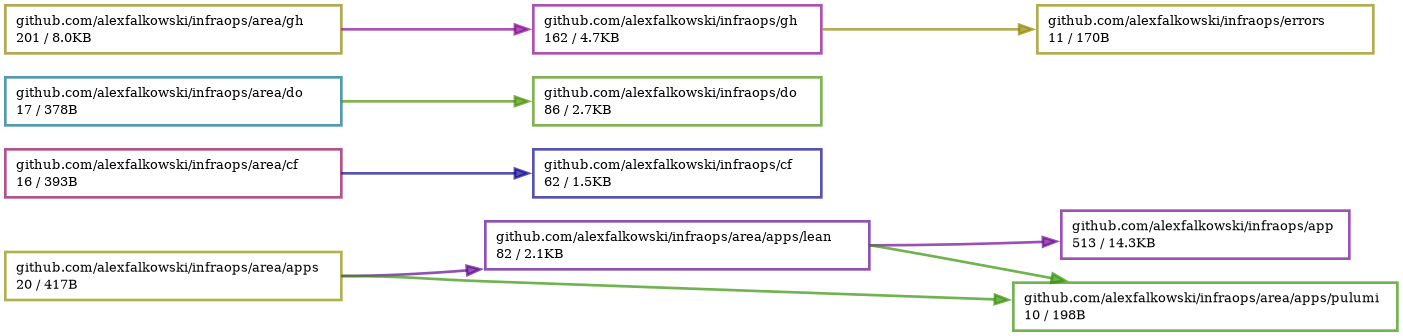 github.com/alexfalkowski/infraops/area/gh
201 / 8.0KB
github.com/alexfalkowski/infraops/gh
162 / 4.7KB
github.com/alexfalkowski/infraops/errors
11 / 170B
github.com/alexfalkowski/infraops/area/do
17 / 378B
github.com/alexfalkowski/infraops/do
86 / 2.7KB
github.com/alexfalkowski/infraops/area/cf
16 / 393B
github.com/alexfalkowski/infraops/cf
62 / 1.5KB
github.com/alexfalkowski/infraops/area/apps
20 / 417B
github.com/alexfalkowski/infraops/area/apps/lean
82 / 2.1KB
github.com/alexfalkowski/infraops/app
513 / 14.3KB
github.com/alexfalkowski/infraops/area/apps/pulumi
10 / 198B